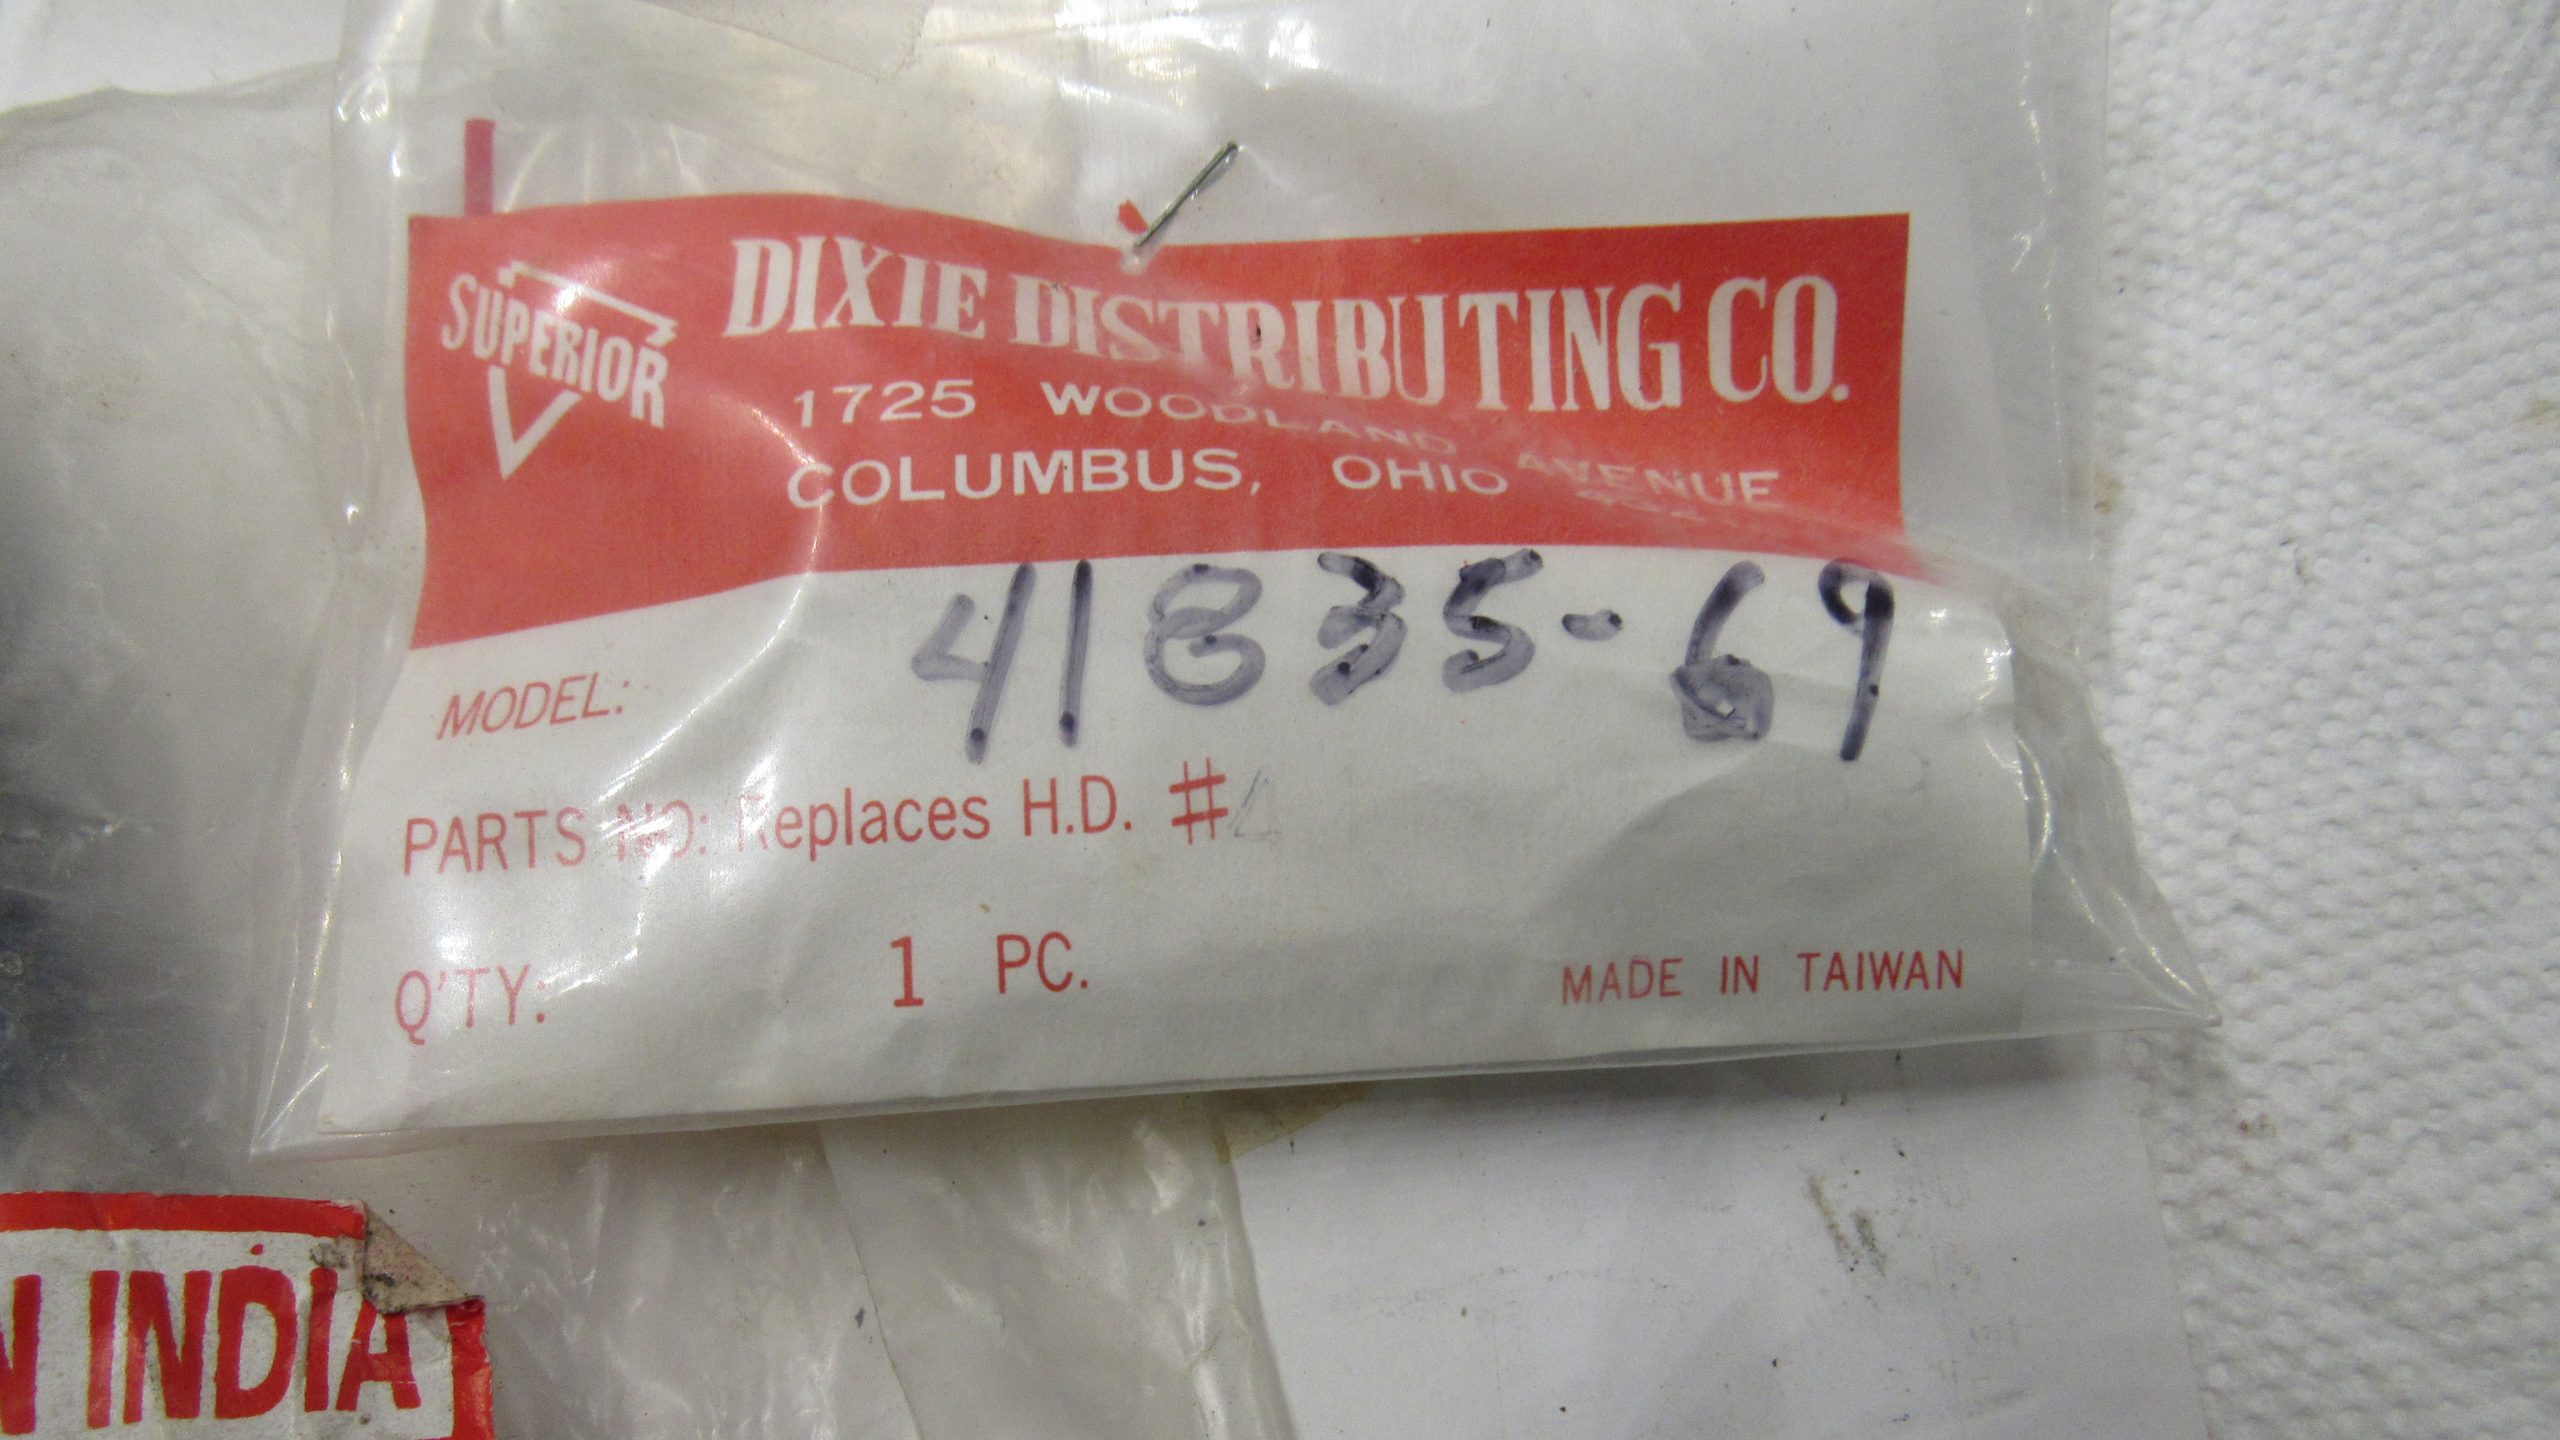 SUPERIOR
DIXIE DISTRIBUTING CO.
1725 WOODLAND AVENUE
COLUMBUS, OHIO
41835-69
MODEL:
PARTS NO: Replaces H.D. #
Q'TY: 1 PC.
MADE IN TAIWAN
INDIA